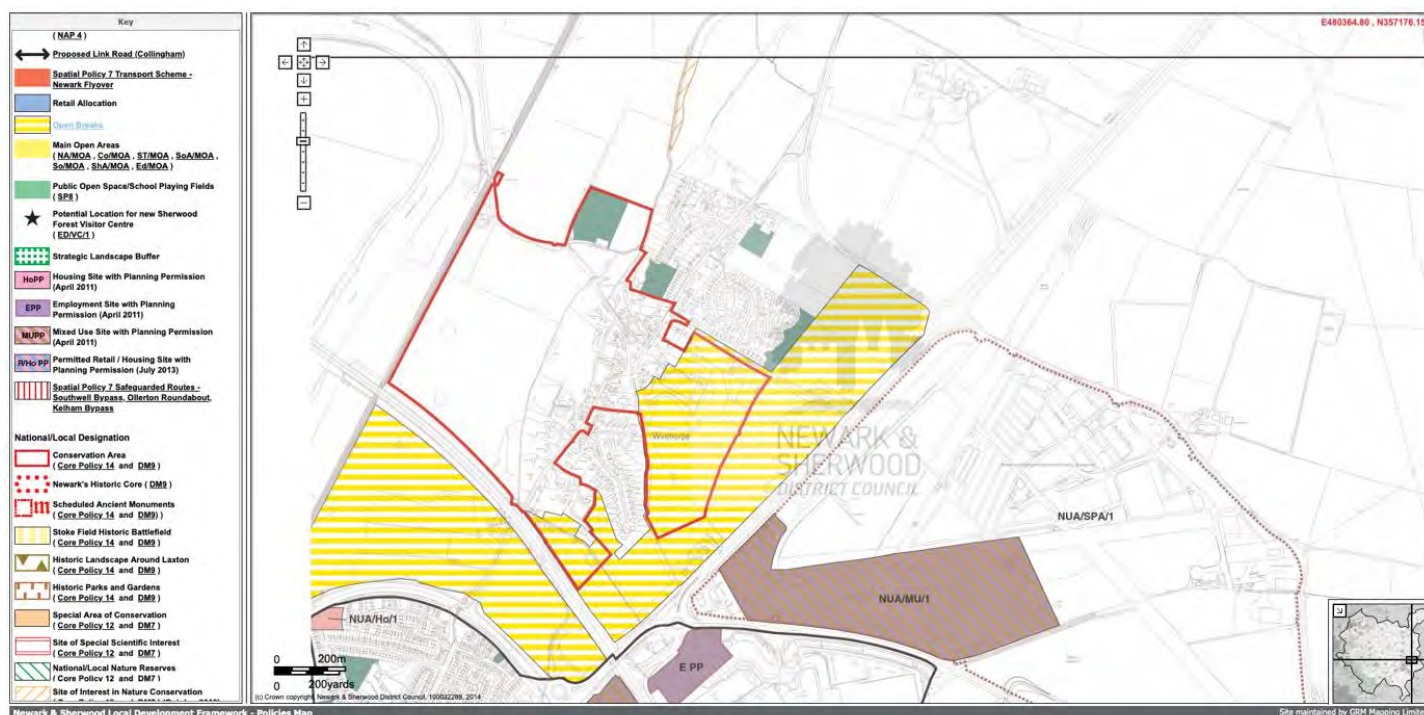 Key
( NAP 4 )
Proposed Link Road (Collingham)
Spatial Policy 7 Transport Scheme -
Newark Flyover
Retail Allocation
Open Breaks
Main Open Areas
( NA/MOA , Co/MOA , ST/MOA , SoA/MOA ,
So/MOA , ShA/MOA , Ed/MOA )
Public Open Space/School Playing Fields
( SP8 )
Potential Location for new Sherwood
Forest Visitor Centre
( ED/VC/1 )
Strategic Landscape Buffer
HoPP Housing Site with Planning Permission
(April 2011)
EPP Employment Site with Planning
Permission (April 2011)
MUPP Mixed Use Site with Planning Permission
(April 2011)
R/Ho PP Permitted Retail / Housing Site with
Planning Permission (July 2013)
Spatial Policy 7 Safeguarded Routes -
Southwell Bypass, Ollerton Roundabout,
Kelham Bypass
National/Local Designation
Conservation Area
( Core Policy 14 and DM9 )
Newark's Historic Core ( DM9 )
m Scheduled Ancient Monuments
( Core Policy 14 and DM9) )
Stoke Field Historic Battlefield
( Core Policy 14 and DM9 )
Historic Landscape Around Laxton
( Core Policy 14 and DM9 )
Historic Parks and Gardens
( Core Policy 14 and DM9 )
Special Area of Conservation
( Core Policy 12 and DM7 )
Site of Special Scientific Interest
( Core Policy 12 and DM7 )
National/Local Nature Reserves
( Core Policy 12 and DM7 )
Site of Interest in Nature Conservation
E480364.80 , N357176.15
Winthorpe
NEWARK &
SHERWOOD
DISTRICT COUNCIL
NUA/SPA/1
NUA/MU/1
NUA/Ho/1
E PP
0 200m
0 200yards
(c) Crown copyright, Newark & Sherwood District Council, 100022288, 2014
Newark & Sherwood Local Development Framework - Policies Map
Site maintained by GRM Mapping Limite